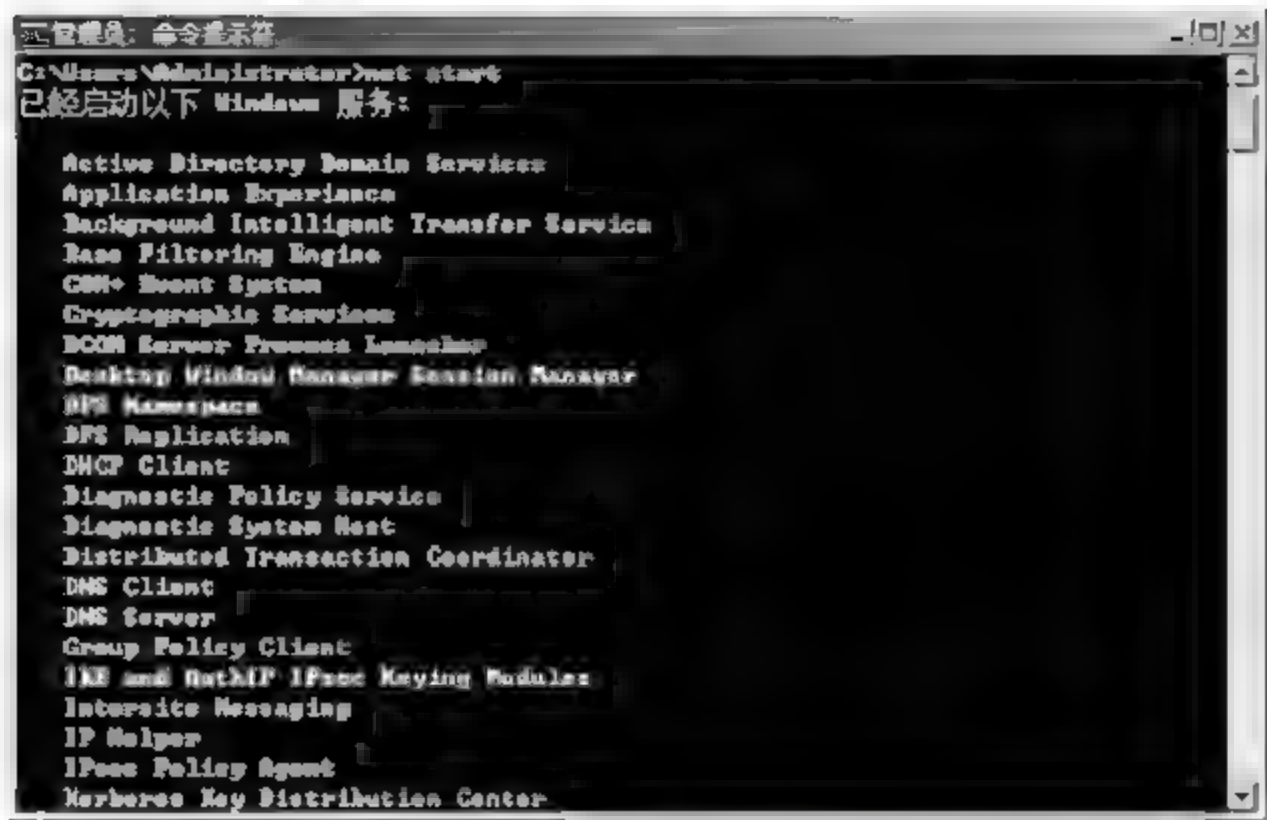 管理员: 命令提示符
C:\Users\Administrator>net start
已经启动以下 Windows 服务:
Active Directory Domain Services
Application Experience
Background Intelligent Transfer Service
Base Filtering Engine
COM+ Event System
Cryptographic Services
DCOM Server Process Launcher
Desktop Window Manager Session Manager
DFS Namespace
DFS Replication
DHCP Client
Diagnostic Policy Service
Diagnostic System Host
Distributed Transaction Coordinator
DNS Client
DNS Server
Group Policy Client
IKE and AuthIP IPsec Keying Modules
Intersite Messaging
IP Helper
IPsec Policy Agent
Kerberos Key Distribution Center